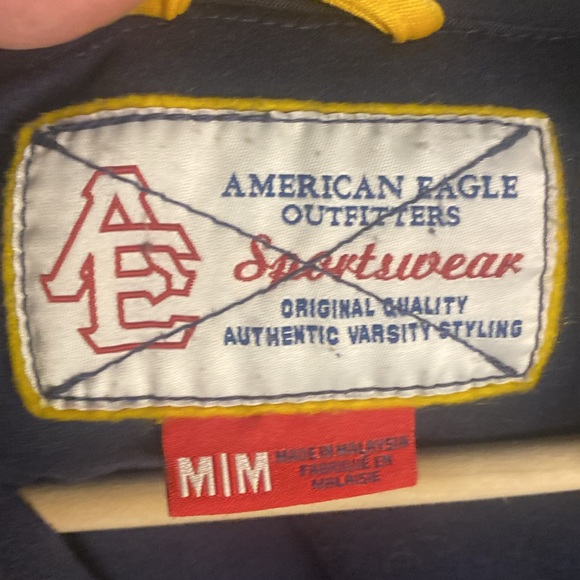 AE
AMERICAN EAGLE
OUTFITTERS
Sportswear
ORIGINAL QUALITY
AUTHENTIC VARSITY STYLING
M|M
MADE IN MALAYSIA
FABRIQUÉ EN
MALAISIE